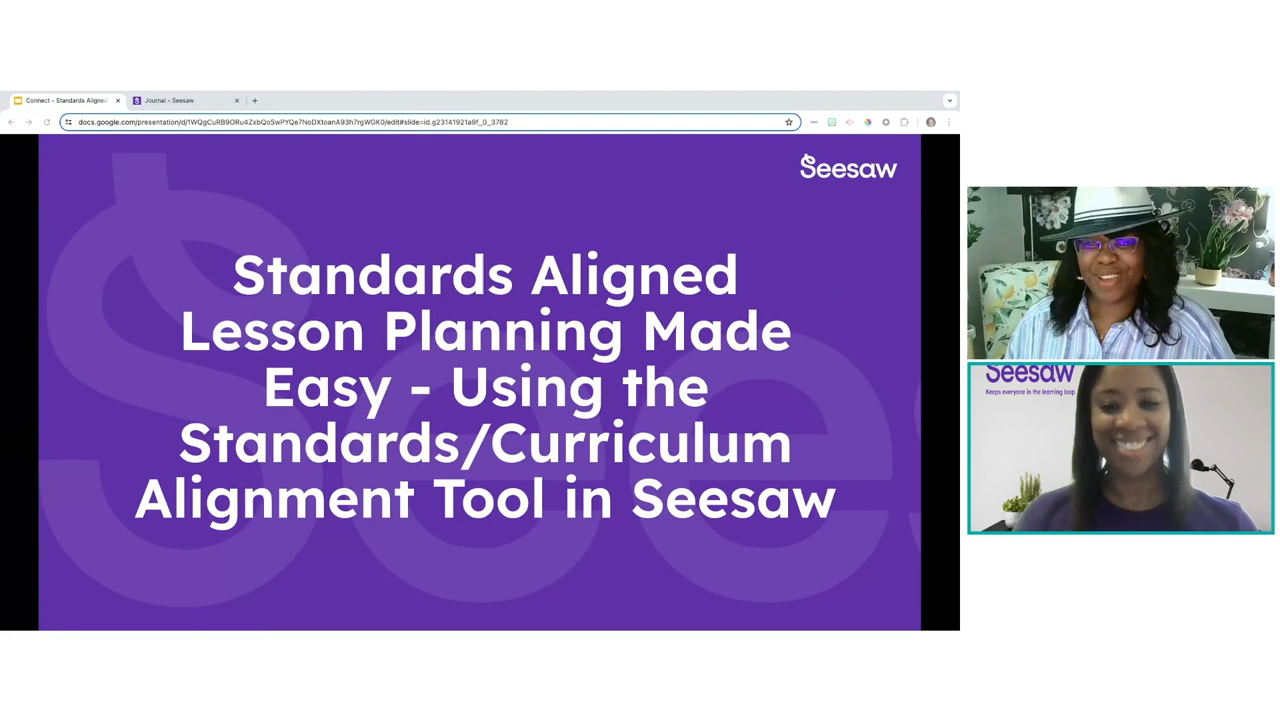 Connect - Standards Aligned
Journal - Seesaw
docs.google.com/presentation/d/1WQgCuRB9ORu4ZxbQoSwPYQe7NoDXtoanA93h7rgWGK0/edit#slide=id.g23141921a9f_0_3782
Seesaw
Standards Aligned
Lesson Planning Made
Easy - Using the
Standards/Curriculum
Alignment Tool in Seesaw
Seesaw
Keeps everyone in the learning loop